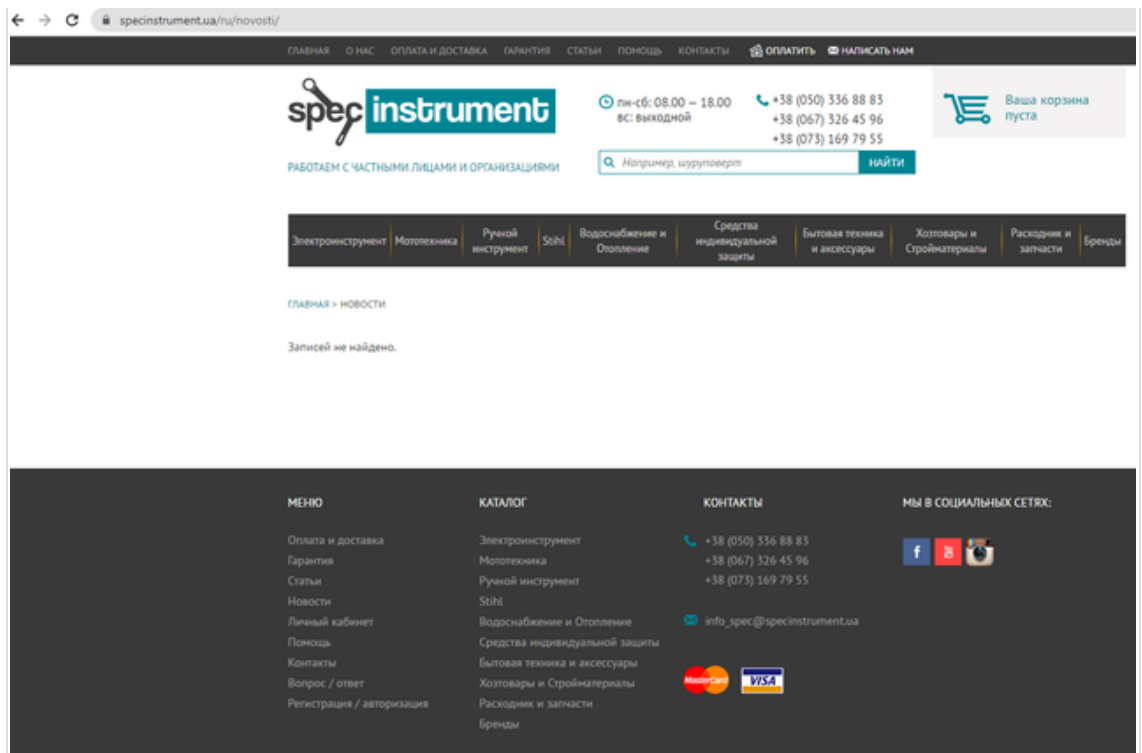 specinstrument.ua/ru/novosti/
ГЛАВНАЯ О НАС ОПЛАТА И ДОСТАВКА ГАРАНТИЯ СТАТЬИ ПОМОЩЬ КОНТАКТЫ ОПЛАТИТЬ НАПИСАТЬ НАМ
spec instrument
РАБОТАЕМ С ЧАСТНЫМИ ЛИЦАМИ И ОРГАНИЗАЦИЯМИ
пн-сб: 08.00 – 18.00
вс: выходной
+38 (050) 336 88 83
+38 (067) 326 45 96
+38 (073) 169 79 55
Например, шуруповерт НАЙТИ
Ваша корзина
пуста
Электроинструмент
Мототехника
Ручной
инструмент
Stihl
Водоснабжение и
Отопление
Средства
индивидуальной
защиты
Бытовая техника
и аксессуары
Хозтовары и
Стройматериалы
Расходник и
запчасти
Бренды
ГЛАВНАЯ > НОВОСТИ
Записей не найдено.
МЕНЮ
Оплата и доставка
Гарантия
Статьи
Новости
Личный кабинет
Помощь
Контакты
Вопрос / ответ
Регистрация / авторизация
КАТАЛОГ
Электроинструмент
Мототехника
Ручной инструмент
Stihl
Водоснабжение и Отопление
Средства индивидуальной защиты
Бытовая техника и аксессуары
Хозтовары и Стройматериалы
Расходник и запчасти
Бренды
КОНТАКТЫ
+38 (050) 336 88 83
+38 (067) 326 45 96
+38 (073) 169 79 55
info_spec@specinstrument.ua
MasterCard VISA
МЫ В СОЦИАЛЬНЫХ СЕТЯХ:
f